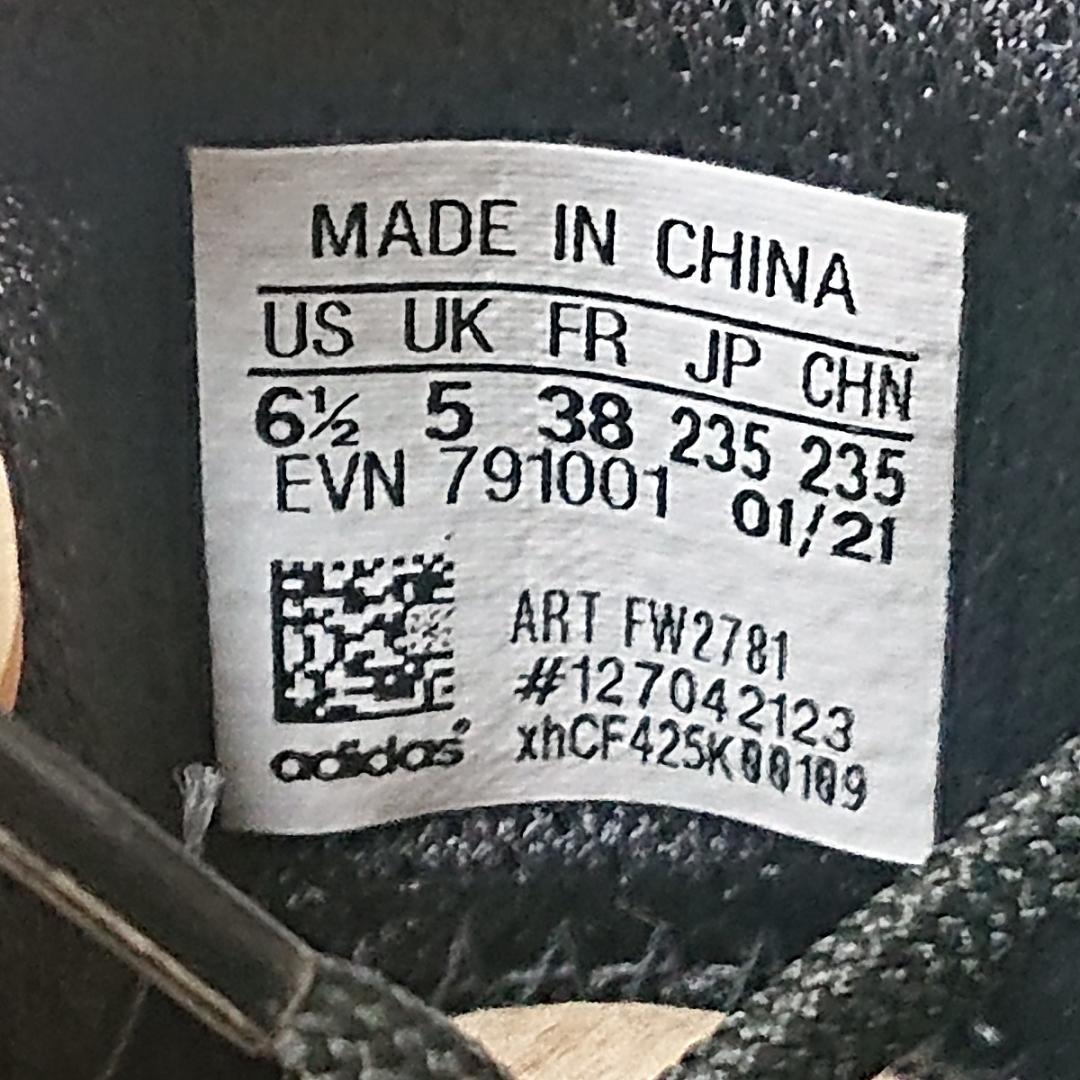 MADE IN CHINA
US UK FR JP CHN
6½ 5 38 235 235
EVN 791001 01/21
ART FW2781
#127042123
xhCF425K00109
adidas®